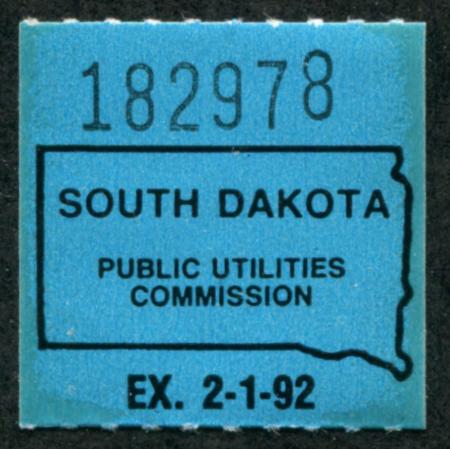 182978
SOUTH DAKOTA
PUBLIC UTILITIES
COMMISSION
EX. 2-1-92